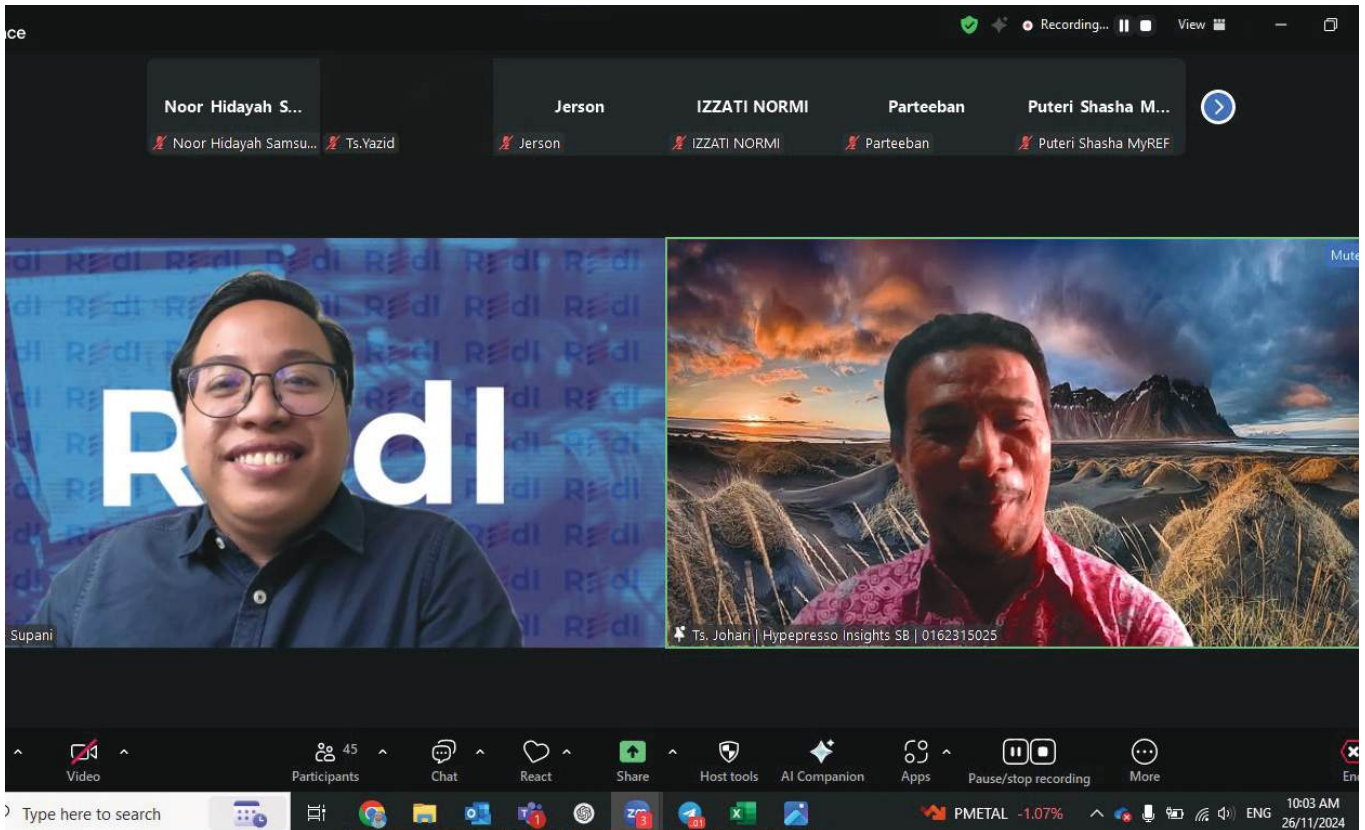 ce
Recording...
View
Noor Hidayah S...
Jerson
IZZATI NORMI
Parteeban
Puteri Shasha M...
Noor Hidayah Samsu...
Ts.Yazid
Jerson
IZZATI NORMI
Parteeban
Puteri Shasha MyREF
Mute
REdI
Supani
Ts. Johari | Hypepresso Insights SB | 0162315025
Video
45
Participants
Chat
React
Share
Host tools
AI Companion
Apps
Pause/stop recording
More
En
Type here to search
PMETAL -1.07%
ENG
10:03 AM
26/11/2024